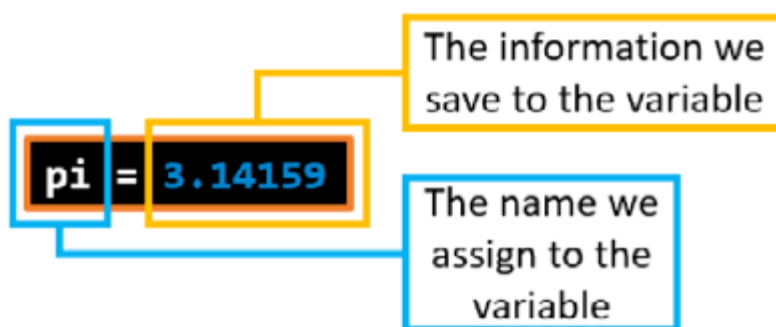 The information we
save to the variable
pi = 3.14159
The name we
assign to the
variable